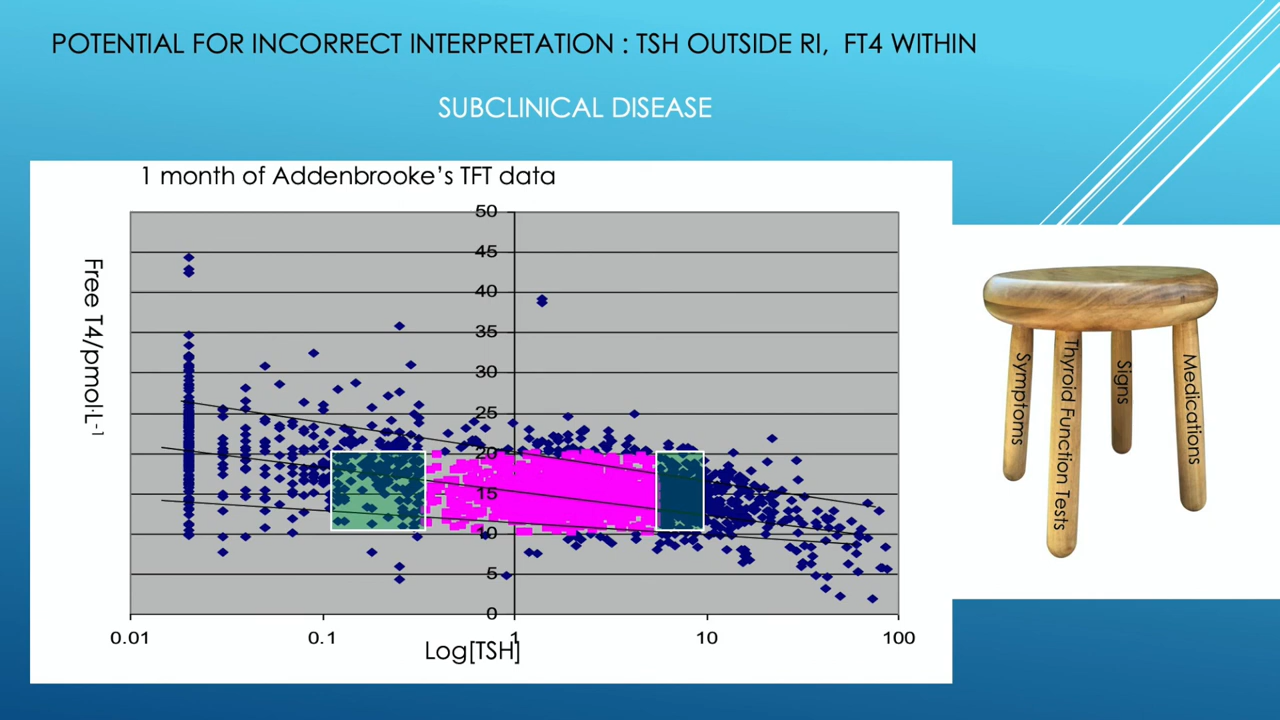 POTENTIAL FOR INCORRECT INTERPRETATION : TSH OUTSIDE RI, FT4 WITHIN
SUBCLINICAL DISEASE
1 month of Addenbrooke's TFT data
Free T4/pmol·L⁻¹
50
45
40
35
30
25
20
15
10
5
0
0.01
0.1
1
10
100
Log[TSH]
Symptoms
Thyroid Function Tests
Signs
Medications